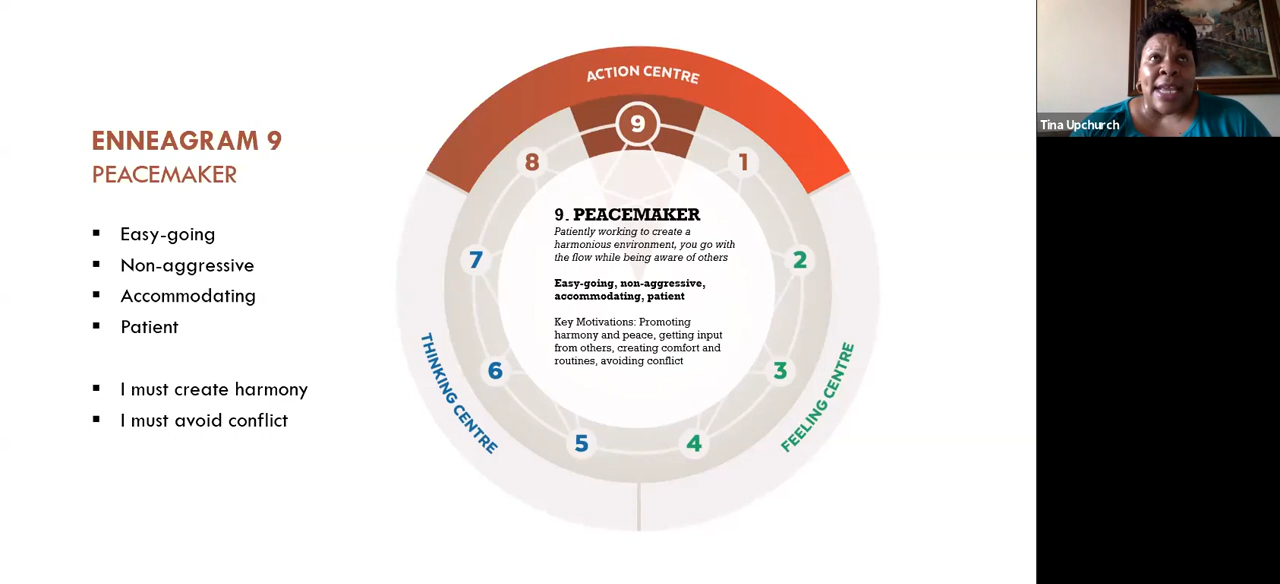 ENNEAGRAM 9
PEACEMAKER
▪ Easy-going
▪ Non-aggressive
▪ Accommodating
▪ Patient
▪ I must create harmony
▪ I must avoid conflict
ACTION CENTRE
9
8
1
7
2
6
3
5
4
THINKING CENTRE
FEELING CENTRE
9. PEACEMAKER
Patiently working to create a
harmonious environment, you go with
the flow while being aware of others
Easy-going, non-aggressive,
accommodating, patient
Key Motivations: Promoting
harmony and peace, getting input
from others, creating comfort and
routines, avoiding conflict
Tina Upchurch